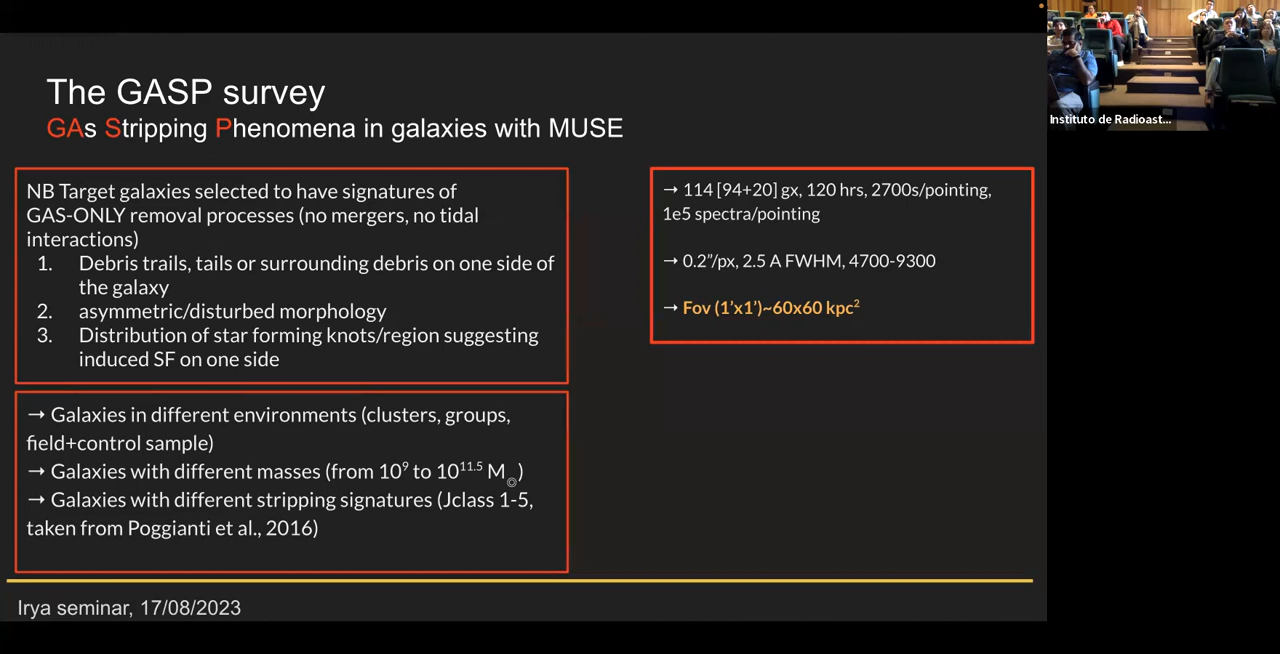 The GASP survey
GAs Stripping Phenomena in galaxies with MUSE
NB Target galaxies selected to have signatures of
GAS-ONLY removal processes (no mergers, no tidal
interactions)
1. Debris trails, tails or surrounding debris on one side of
the galaxy
2. asymmetric/disturbed morphology
3. Distribution of star forming knots/region suggesting
induced SF on one side
→ Galaxies in different environments (clusters, groups,
field+control sample)
→ Galaxies with different masses (from 10⁹ to 10¹¹·⁵ M◎)
→ Galaxies with different stripping signatures (Jclass 1-5,
taken from Poggianti et al., 2016)
→ 114 [94+20] gx, 120 hrs, 2700s/pointing,
1e5 spectra/pointing
→ 0.2”/px, 2.5 A FWHM, 4700-9300
→ Fov (1’x1’)~60x60 kpc²
Irya seminar, 17/08/2023
Instituto de Radioast...